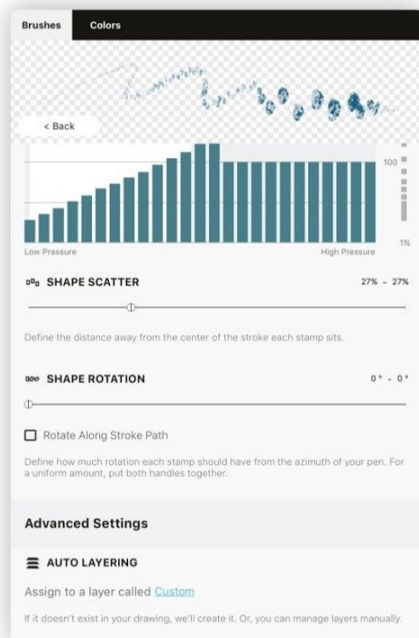 Brushes Colors
< Back
100
1%
Low Pressure High Pressure
SHAPE SCATTER 27% - 27%
Define the distance away from the center of the stroke each stamp sits.
SHAPE ROTATION 0° - 0°
Rotate Along Stroke Path
Define how much rotation each stamp should have from the azimuth of your pen. For
a uniform amount, put both handles together.
Advanced Settings
AUTO LAYERING
Assign to a layer called Custom
If it doesn't exist in your drawing, we'll create it. Or, you can manage layers manually.